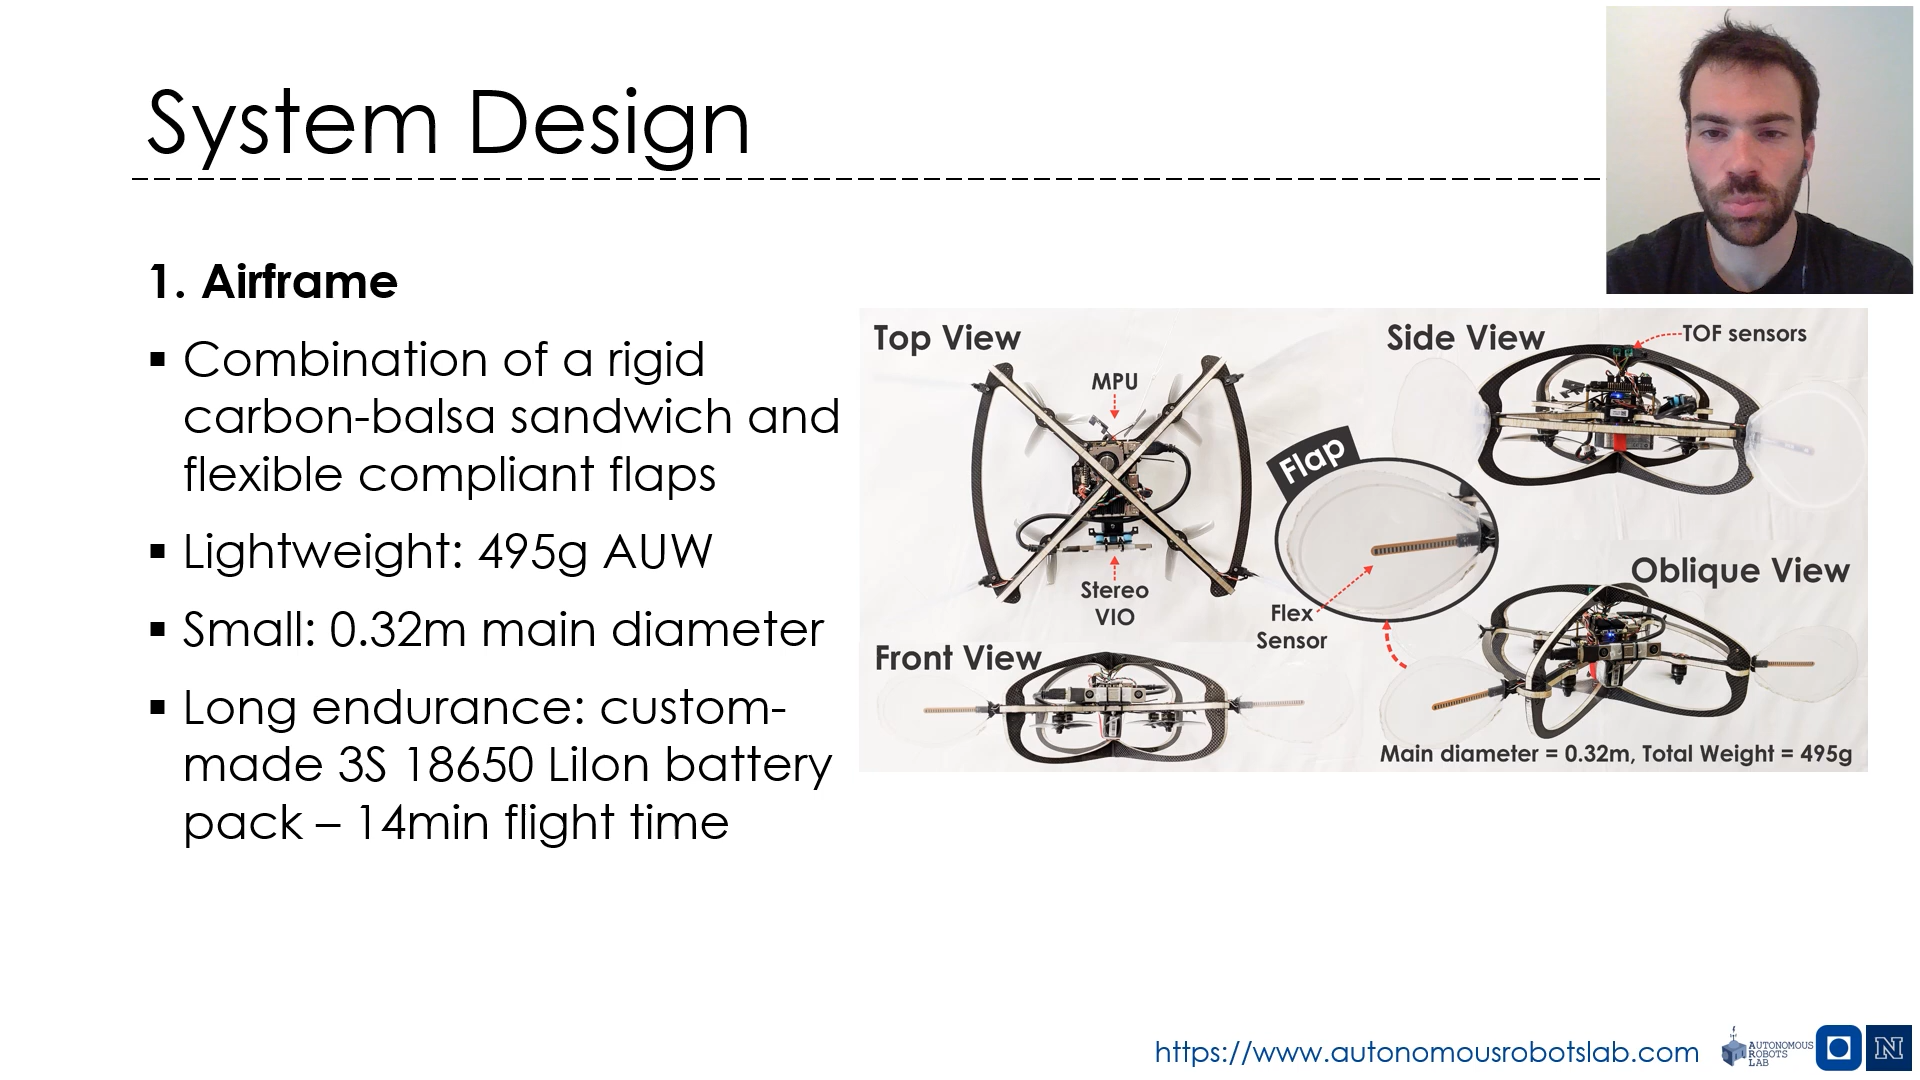 System Design
1. Airframe
▪ Combination of a rigid
carbon-balsa sandwich and
flexible compliant flaps
▪ Lightweight: 495g AUW
▪ Small: 0.32m main diameter
▪ Long endurance: custom-
made 3S 18650 LiIon battery
pack – 14min flight time
Top View
MPU
Stereo
VIO
Flap
Flex
Sensor
Side View
TOF sensors
Front View
Oblique View
Main diameter = 0.32m, Total Weight = 495g
https://www.autonomousrobotslab.com
AUTONOMOUS
ROBOTS
LAB
N